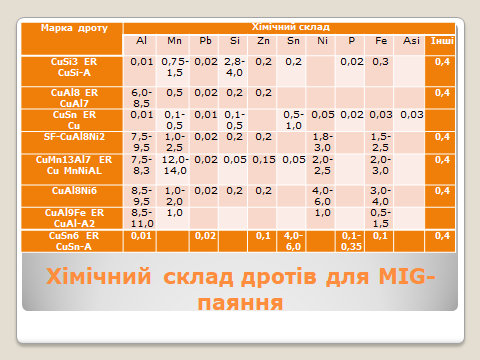 Марка дроту Хімічний склад
Al Mn Pb Si Zn Sn Ni P Fe Asi Інші
CuSi3 ER 0,01 0,75- 0,02 2,8- 0,2 0,2 0,02 0,3 0,4
CuSi-A 1,5 4,0
CuAl8 ER 6,0- 0,5 0,02 0,2 0,2 0,4
CuAl7 8,5
CuSn ER 0,01 0,1- 0,01 0,1- 0,5- 0,05 0,02 0,03 0,03 0,4
Cu 0,5 0,5 1,0
SF-CuAl8Ni2 7,5- 1,0- 0,02 0,2 0,2 1,8- 1,5- 0,4
9,5 2,5 3,0 2,5
CuMn13Al7 ER 7,5- 12,0- 0,02 0,05 0,15 0,05 2,0- 2,0- 0,4
Cu MnNiAL 8,3 14,0 2,5 3,0
CuAl8Ni6 8,5- 1,0- 0,02 0,2 0,2 4,0- 3,0- 0,4
9,5 2,0 6,0 4,0
CuAl9Fe ER 8,5- 1,0 1,0 0,5- 0,4
CuAl-A2 11,0 1,5
CuSn6 ER 0,01 0,02 0,1 4,0- 0,1- 0,1 0,4
CuSn-A 6,0 0,35
Хімічний склад дротів для MIG-
паяння